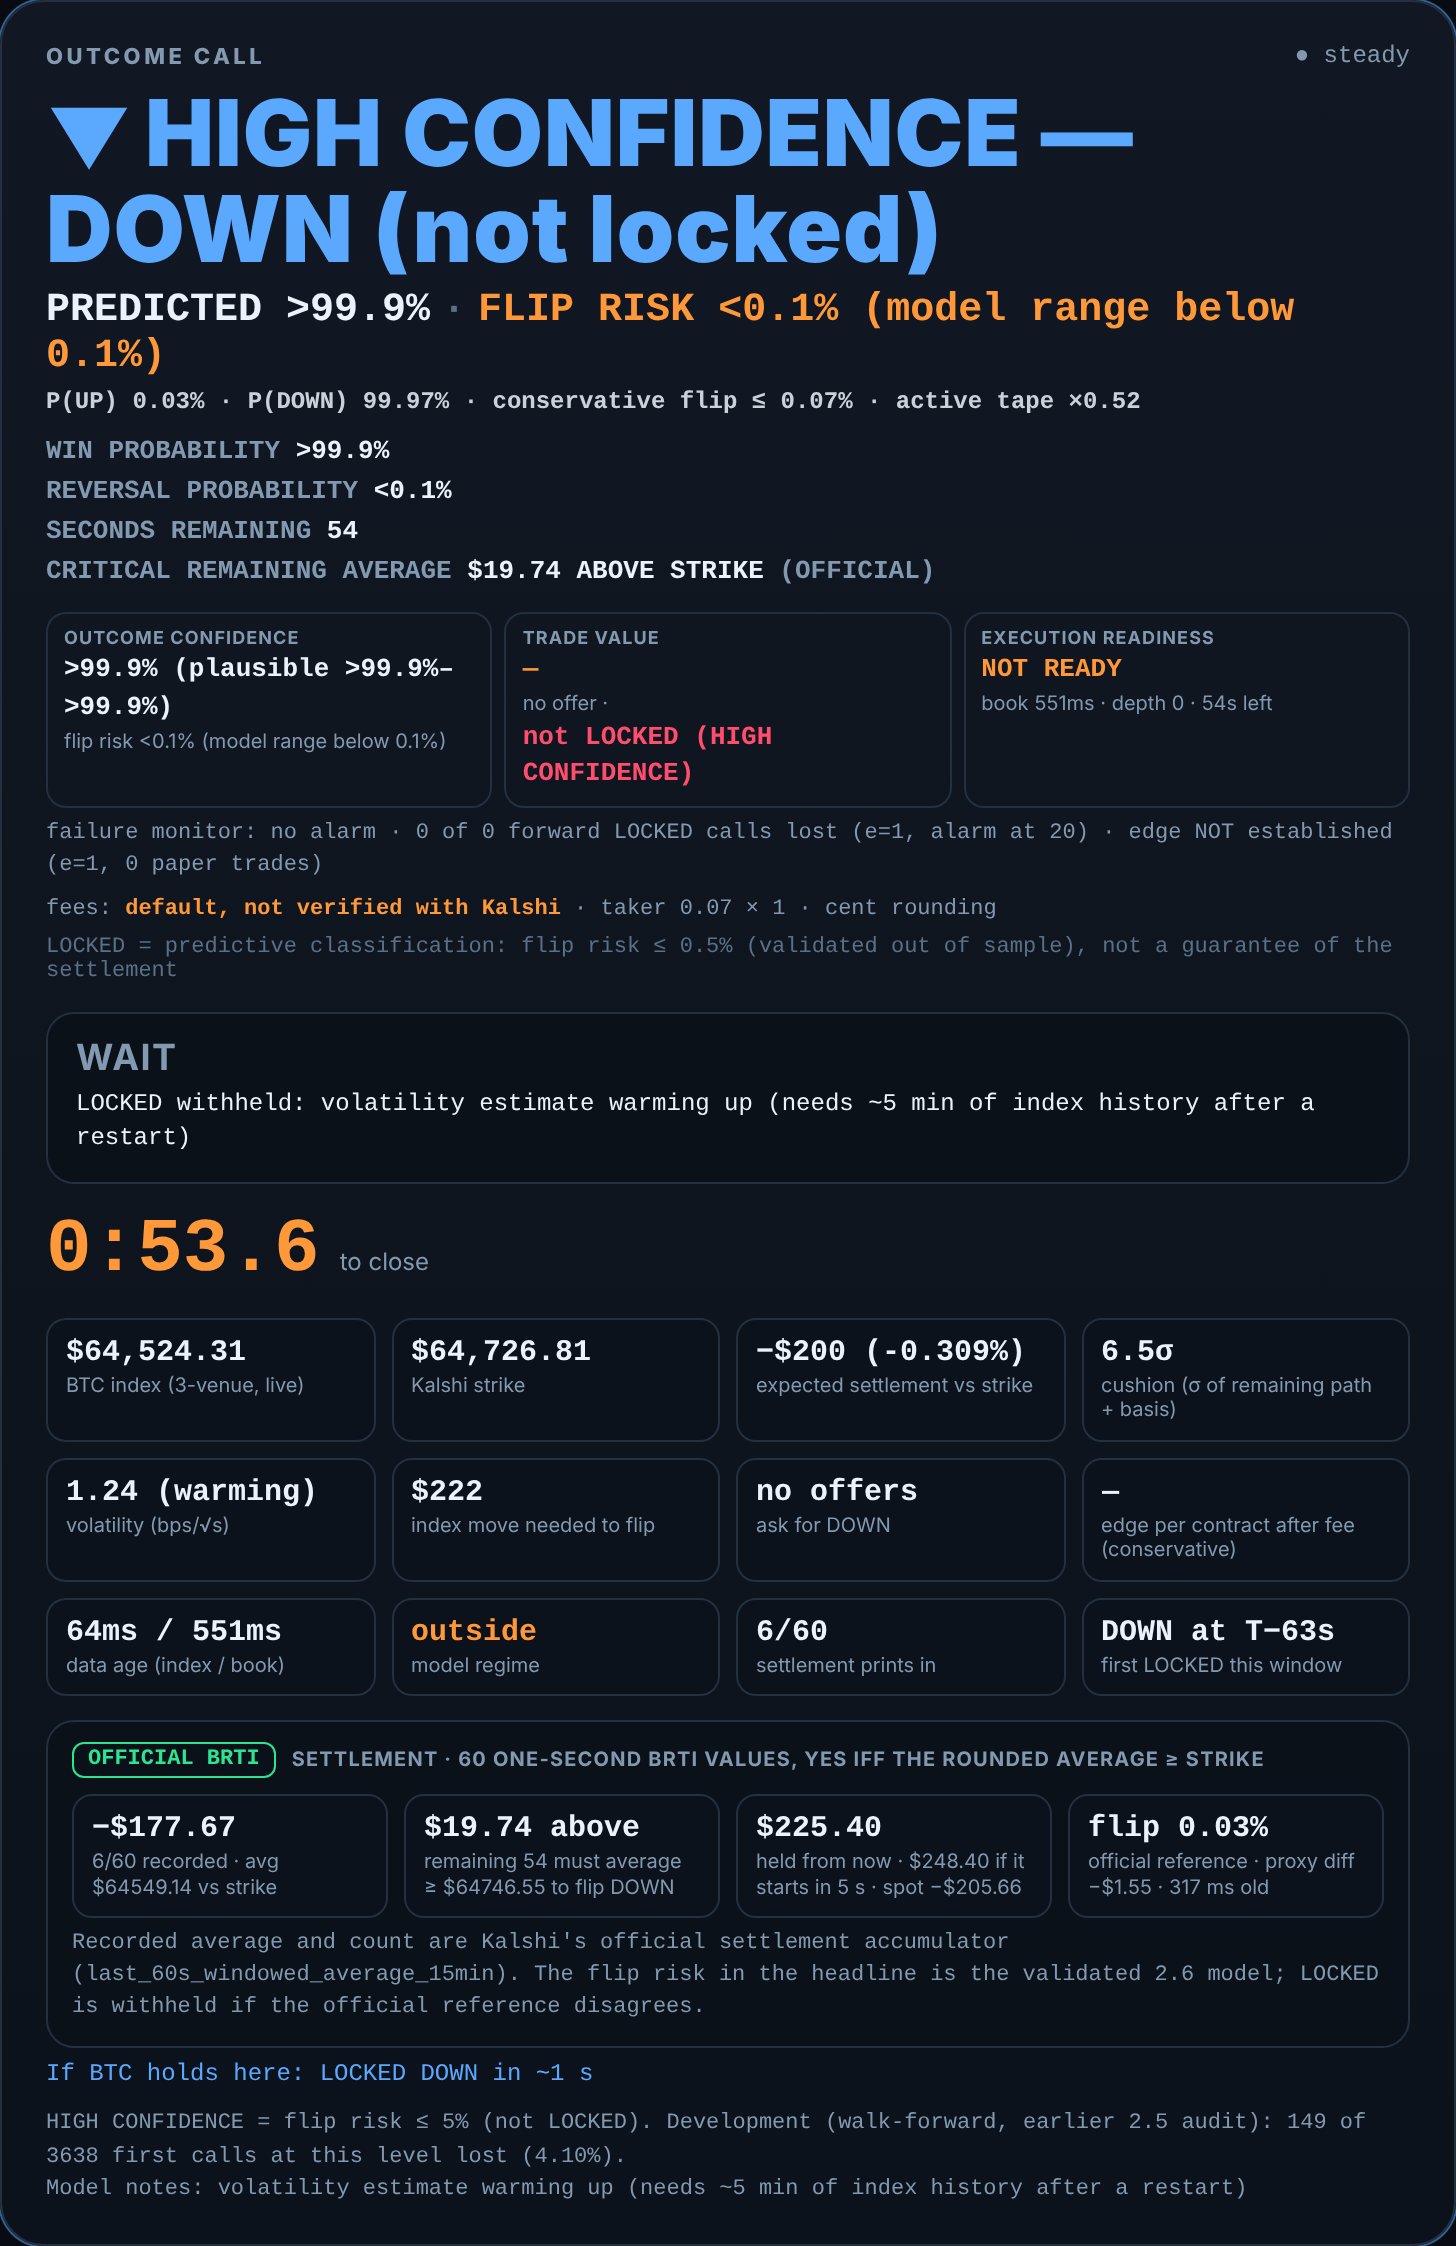 OUTCOME CALL
● steady
▼ HIGH CONFIDENCE —
DOWN (not locked)
PREDICTED >99.9% · FLIP RISK <0.1% (model range below
0.1%)
P(UP) 0.03% · P(DOWN) 99.97% · conservative flip ≤ 0.07% · active tape ×0.52
WIN PROBABILITY >99.9%
REVERSAL PROBABILITY <0.1%
SECONDS REMAINING 54
CRITICAL REMAINING AVERAGE $19.74 ABOVE STRIKE (OFFICIAL)
OUTCOME CONFIDENCE
>99.9% (plausible >99.9%–
>99.9%)
flip risk <0.1% (model range below 0.1%)
TRADE VALUE
—
no offer ·
not LOCKED (HIGH
CONFIDENCE)
EXECUTION READINESS
NOT READY
book 551ms · depth 0 · 54s left
failure monitor: no alarm · 0 of 0 forward LOCKED calls lost (e=1, alarm at 20) · edge NOT established
(e=1, 0 paper trades)
fees: default, not verified with Kalshi · taker 0.07 × 1 · cent rounding
LOCKED = predictive classification: flip risk ≤ 0.5% (validated out of sample), not a guarantee of the
settlement
WAIT
LOCKED withheld: volatility estimate warming up (needs ~5 min of index history after a
restart)
0:53.6 to close
$64,524.31
BTC index (3-venue, live)
$64,726.81
Kalshi strike
−$200 (-0.309%)
expected settlement vs strike
6.5σ
cushion (σ of remaining path
+ basis)
1.24 (warming)
volatility (bps/√s)
$222
index move needed to flip
no offers
ask for DOWN
—
edge per contract after fee
(conservative)
64ms / 551ms
data age (index / book)
outside
model regime
6/60
settlement prints in
DOWN at T−63s
first LOCKED this window
OFFICIAL BRTI SETTLEMENT · 60 ONE-SECOND BRTI VALUES, YES IFF THE ROUNDED AVERAGE ≥ STRIKE
−$177.67
6/60 recorded · avg
$64549.14 vs strike
$19.74 above
remaining 54 must average
≥ $64746.55 to flip DOWN
$225.40
held from now · $248.40 if it
starts in 5 s · spot −$205.66
flip 0.03%
official reference · proxy diff
−$1.55 · 317 ms old
Recorded average and count are Kalshi's official settlement accumulator
(last_60s_windowed_average_15min). The flip risk in the headline is the validated 2.6 model; LOCKED
is withheld if the official reference disagrees.
If BTC holds here: LOCKED DOWN in ~1 s
HIGH CONFIDENCE = flip risk ≤ 5% (not LOCKED). Development (walk-forward, earlier 2.5 audit): 149 of
3638 first calls at this level lost (4.10%).
Model notes: volatility estimate warming up (needs ~5 min of index history after a restart)